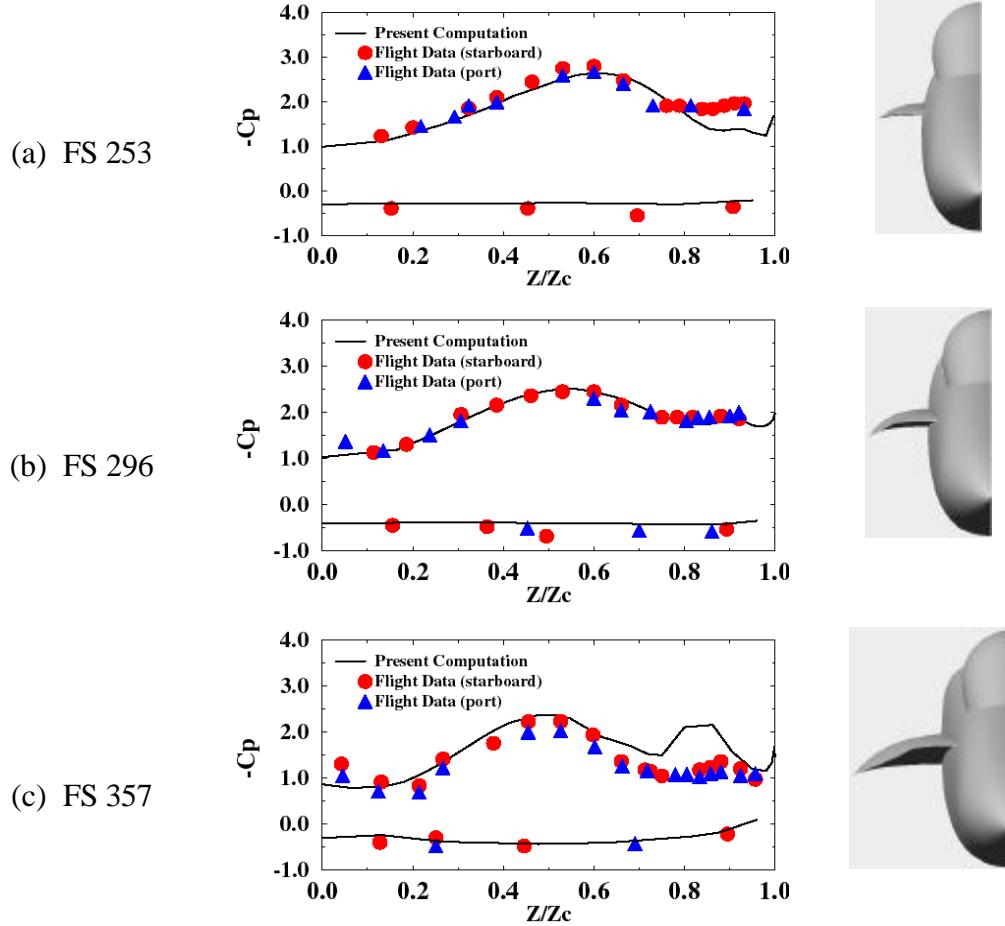 4.0
3.0
2.0
1.0
0.0
-1.0
-Cp
Present Computation
Flight Data (starboard)
Flight Data (port)
0.0 0.2 0.4 0.6 0.8 1.0
Z/Zc
(a) FS 253
4.0
3.0
2.0
1.0
0.0
-1.0
-Cp
Present Computation
Flight Data (starboard)
Flight Data (port)
0.0 0.2 0.4 0.6 0.8 1.0
Z/Zc
(b) FS 296
4.0
3.0
2.0
1.0
0.0
-1.0
-Cp
Present Computation
Flight Data (starboard)
Flight Data (port)
0.0 0.2 0.4 0.6 0.8 1.0
Z/Zc
(c) FS 357